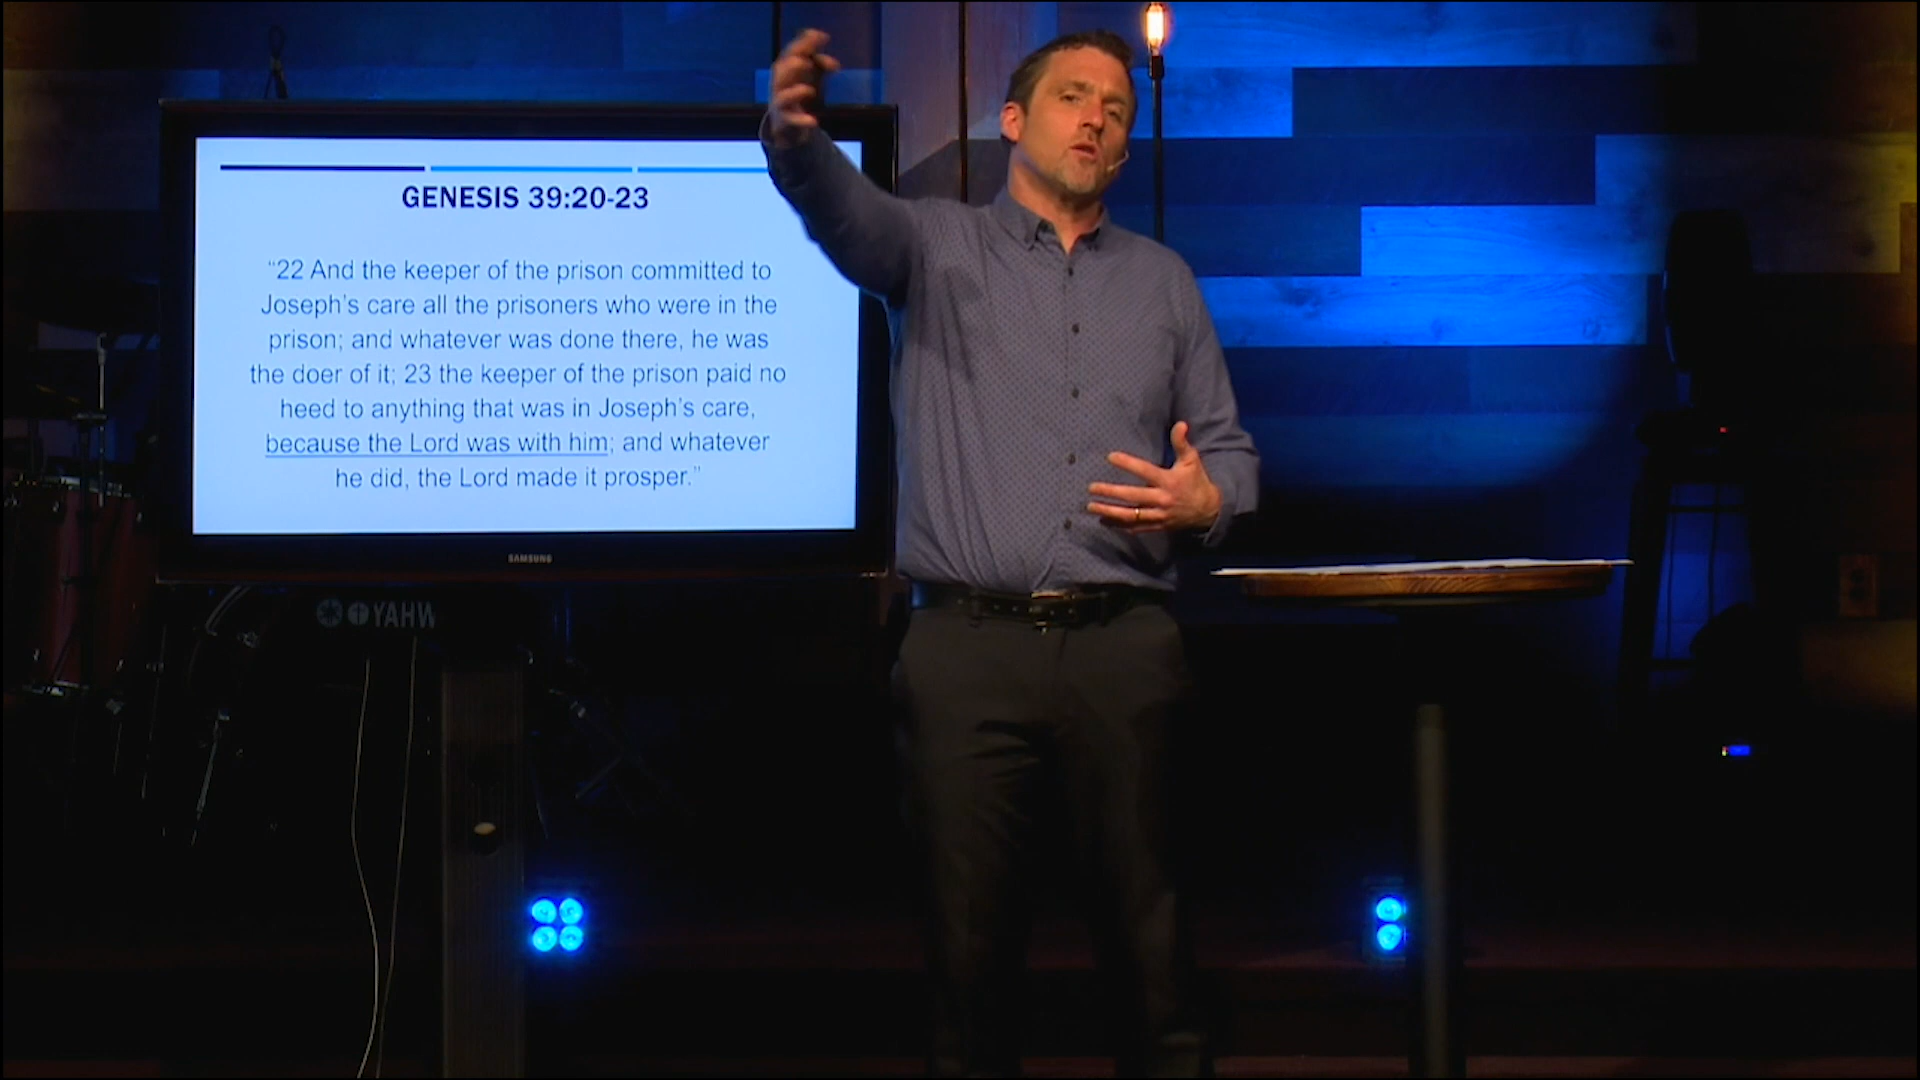 GENESIS 39:20-23
“22 And the keeper of the prison committed to
Joseph’s care all the prisoners who were in the
prison; and whatever was done there, he was
the doer of it; 23 the keeper of the prison paid no
heed to anything that was in Joseph’s care,
because the Lord was with him; and whatever
he did, the Lord made it prosper.”
SAMSUNG
YAHW